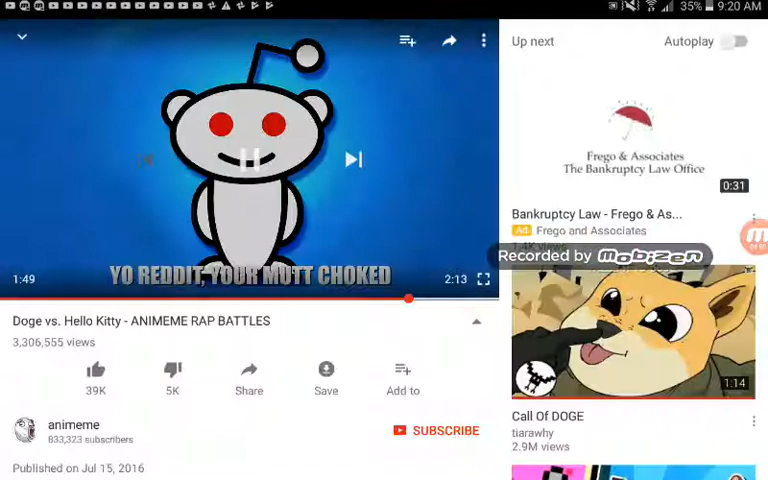 35% 9:20 AM
Up next
Autoplay
YO REDDIT, YOUR MUTT CHOKED
1:49
2:13
Frego & Associates
The Bankruptcy Law Office
0:31
Bankruptcy Law - Frego & As...
Ad Frego and Associates
1.4K views
Recorded by MOBIZEN
Doge vs. Hello Kitty - ANIMEME RAP BATTLES
3,306,555 views
39K
5K
Share
Save
Add to
animeme
833,323 subscribers
SUBSCRIBE
Published on Jul 15, 2016
1:14
Call Of DOGE
tiarawhy
2.9M views